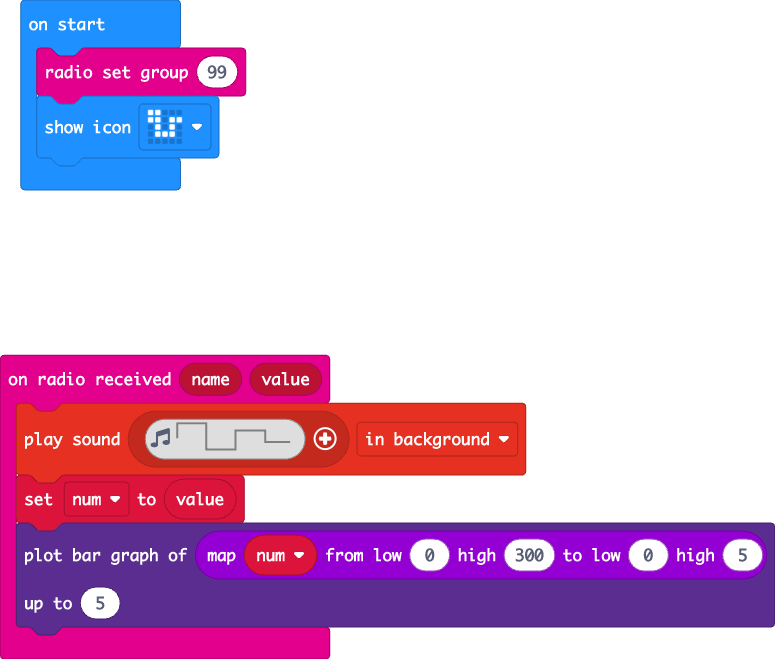 on start
radio set group 99
show icon
on radio received name value
play sound in background
set num to value
plot bar graph of map num from low 0 high 300 to low 0 high 5
up to 5